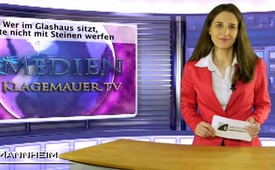 Wer im Glashaus sitzt,
te nicht mit Steinen werfen
MEDIEN
KLAGEMAUER.TV
MANNHEIM